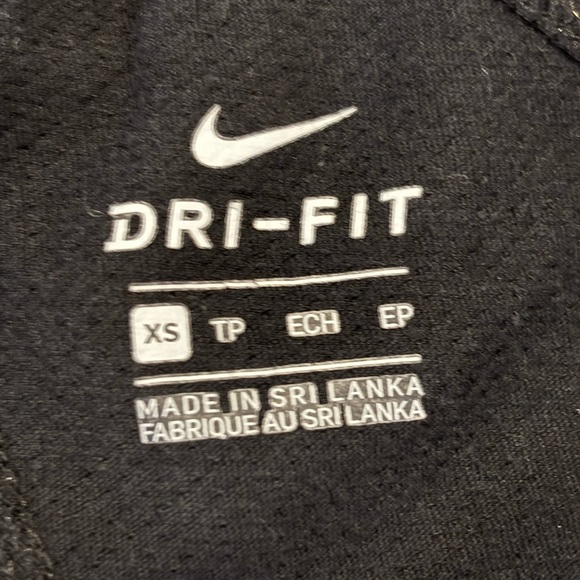 DRI-FIT
XS TP ECH EP
MADE IN SRI LANKA
FABRIQUE AU SRI LANKA